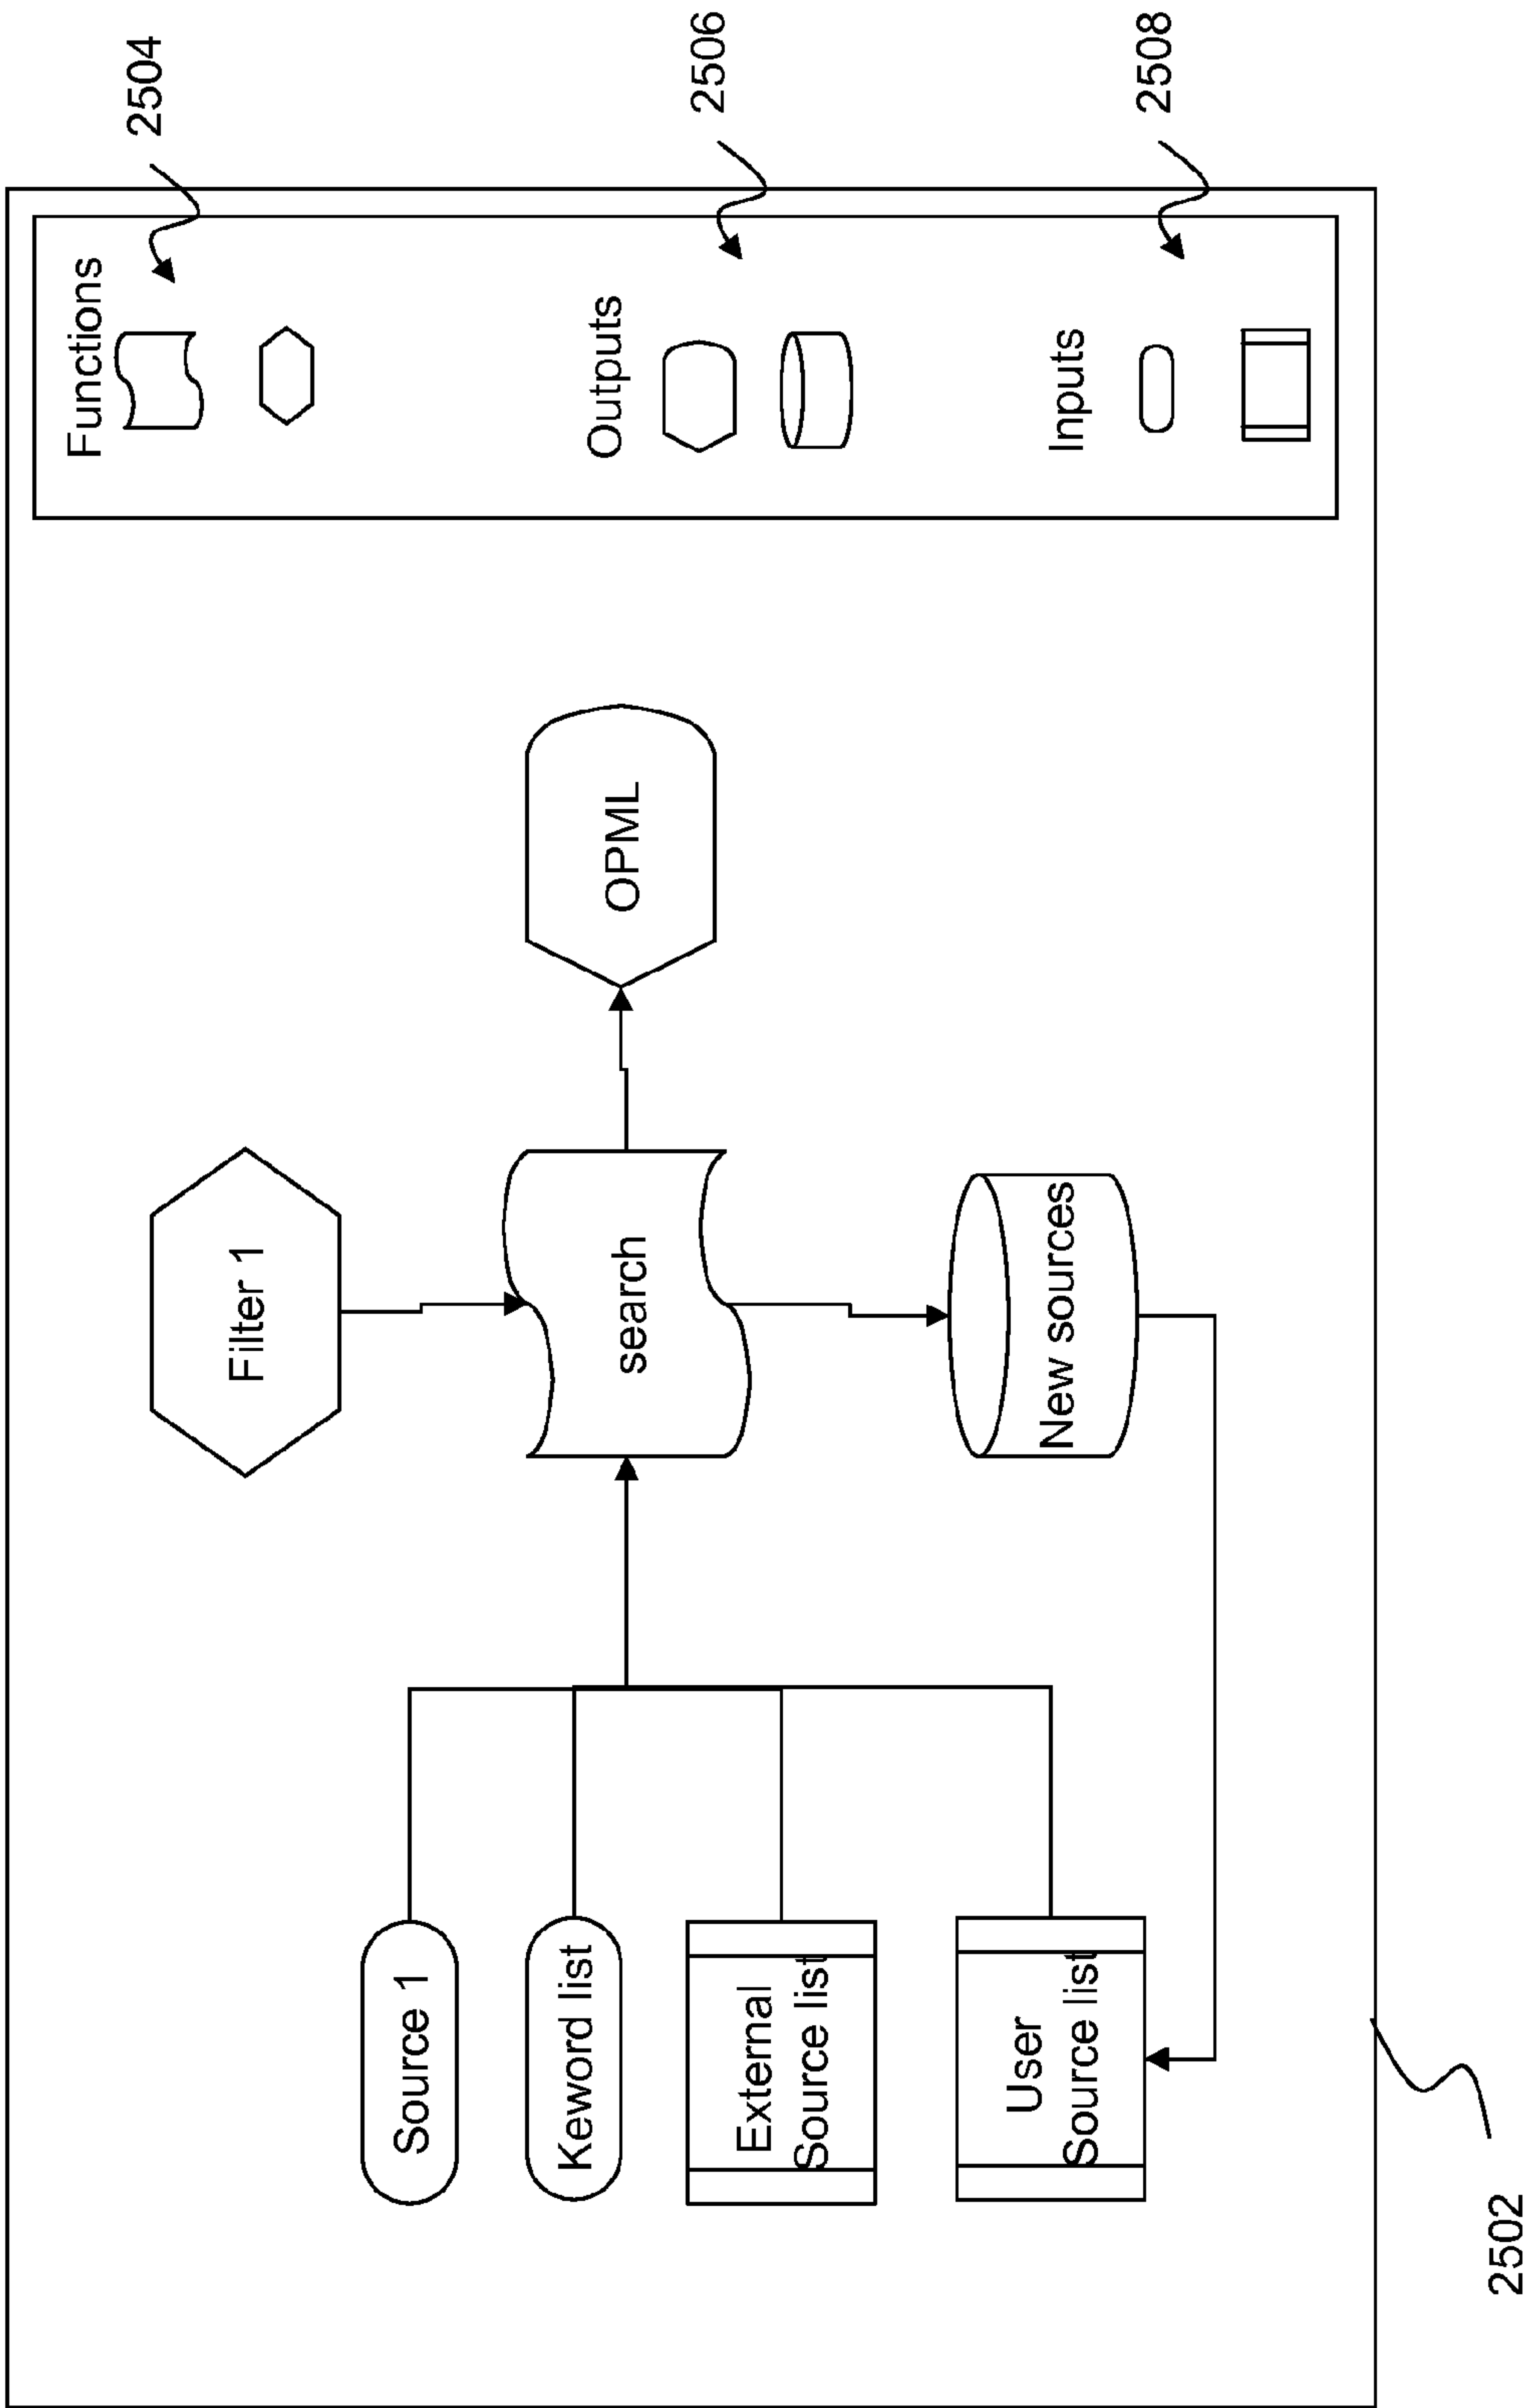 Filter 1
Source 1
Keword list
External
Source list
User
Source list
search
New sources
OPML
Functions
Outputs
Inputs
2504
2506
2508
2502